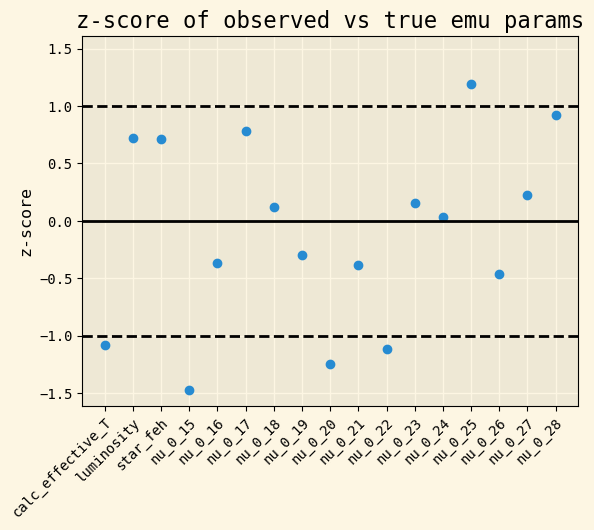 z-score of observed vs true emu params
z-score
1.5
1.0
0.5
0.0
−0.5
−1.0
−1.5
calc_effective_T
luminosity
star_feh
nu_0_15
nu_0_16
nu_0_17
nu_0_18
nu_0_19
nu_0_20
nu_0_21
nu_0_22
nu_0_23
nu_0_24
nu_0_25
nu_0_26
nu_0_27
nu_0_28